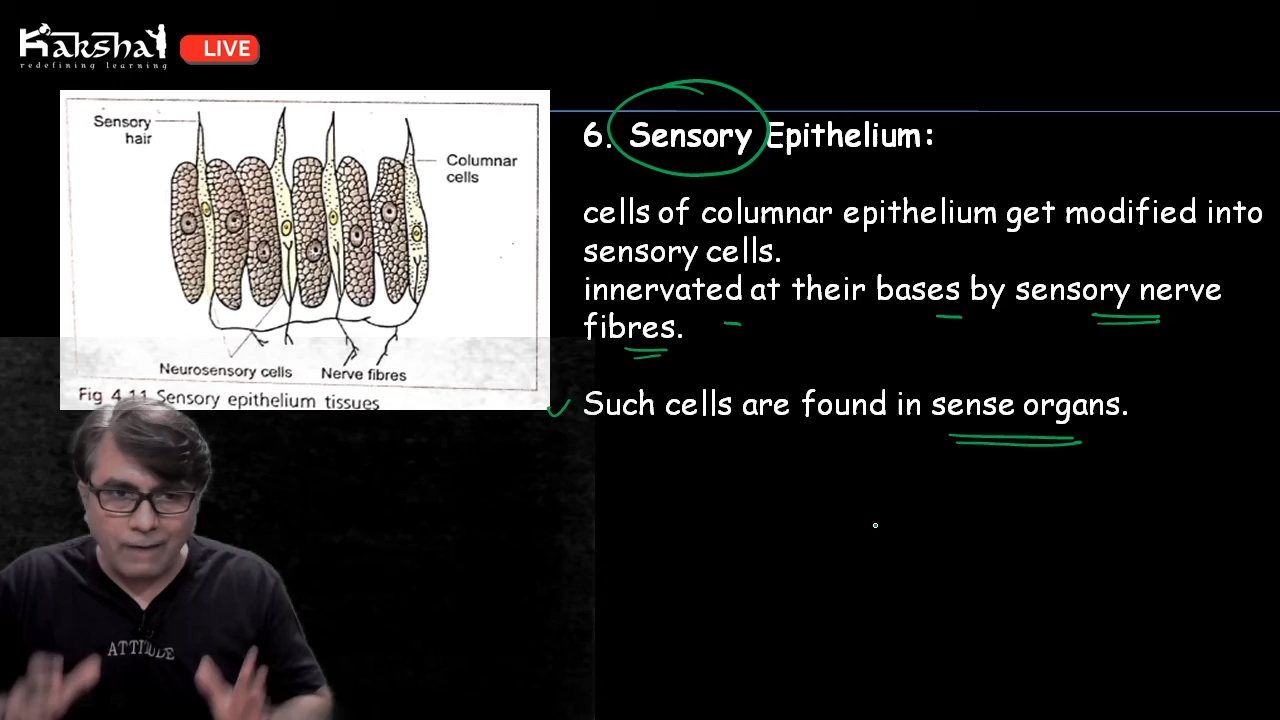 Kaksha
redefining learning
LIVE
Sensory
hair
Columnar
cells
Neurosensory cells
Nerve fibres
Fig 4.11 Sensory epithelium tissues
6. Sensory Epithelium:
cells of columnar epithelium get modified into
sensory cells.
innervated at their bases by sensory nerve
fibres.
Such cells are found in sense organs.
ATTITUDE